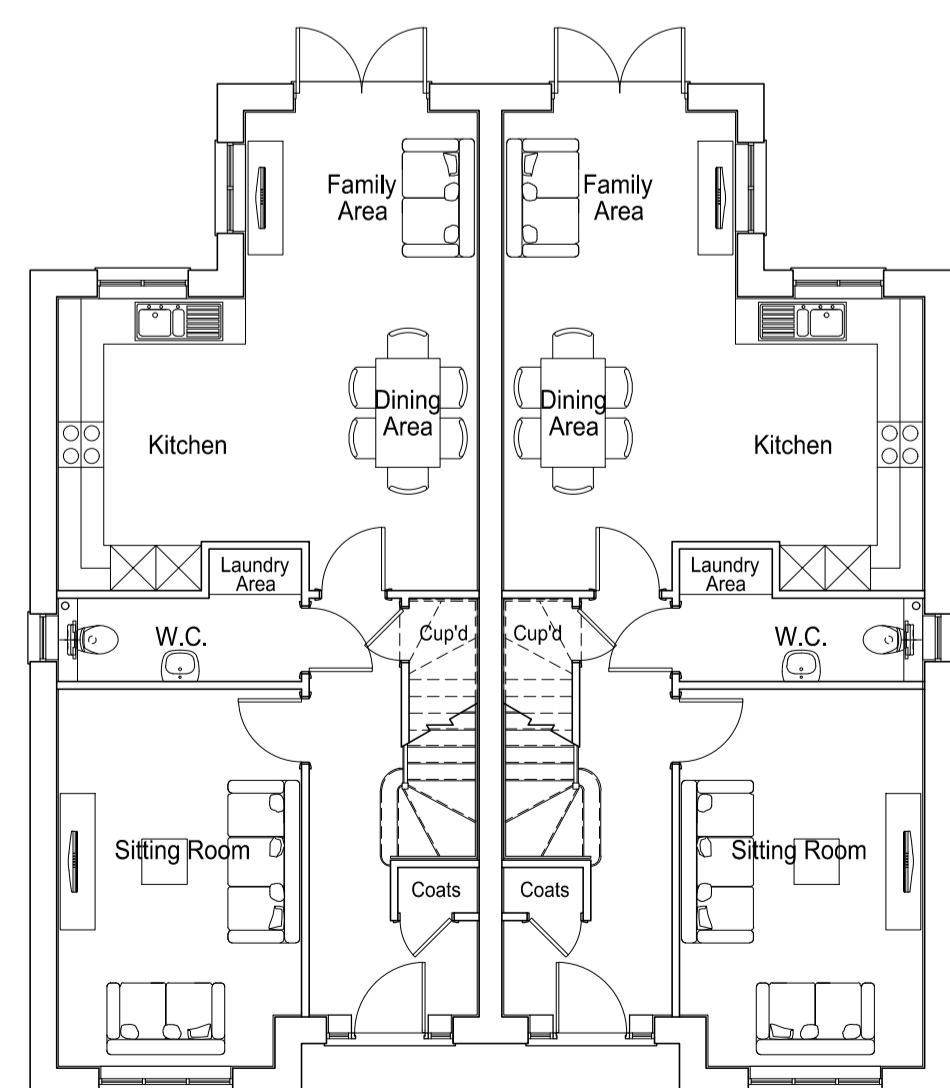 Family
Area
Family
Area
Dining
Area
Dining
Area
Kitchen
Kitchen
Laundry
Area
Laundry
Area
W.C.
Cup'd
Cup'd
W.C.
Sitting Room
Sitting Room
Coats
Coats